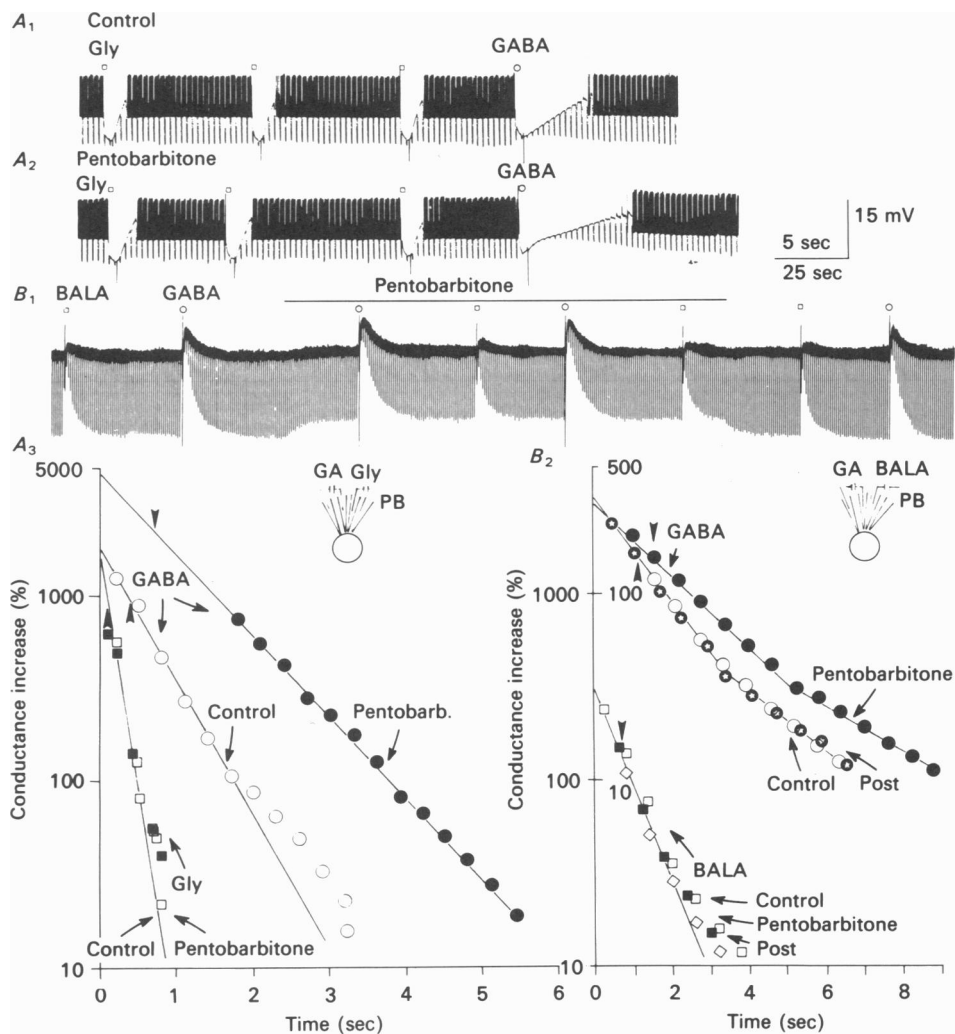 A1 Control
Gly GABA
A2 Pentobarbitone
Gly GABA
15 mV
5 sec
25 sec
Pentobarbitone
B1 BALA GABA
A3
B2
5000
1000
100
10
Conductance increase (%)
GA Gly
PB
GABA
Control
Pentobarb.
Gly
Control Pentobarbitone
0 1 2 3 4 5 6
Time (sec)
500
1000
100
100
10
10
Conductance increase (%)
GA BALA
PB
GABA
Pentobarbitone
Control
Post
BALA
Control
Pentobarbitone
Post
0 2 4 6 8
Time (sec)